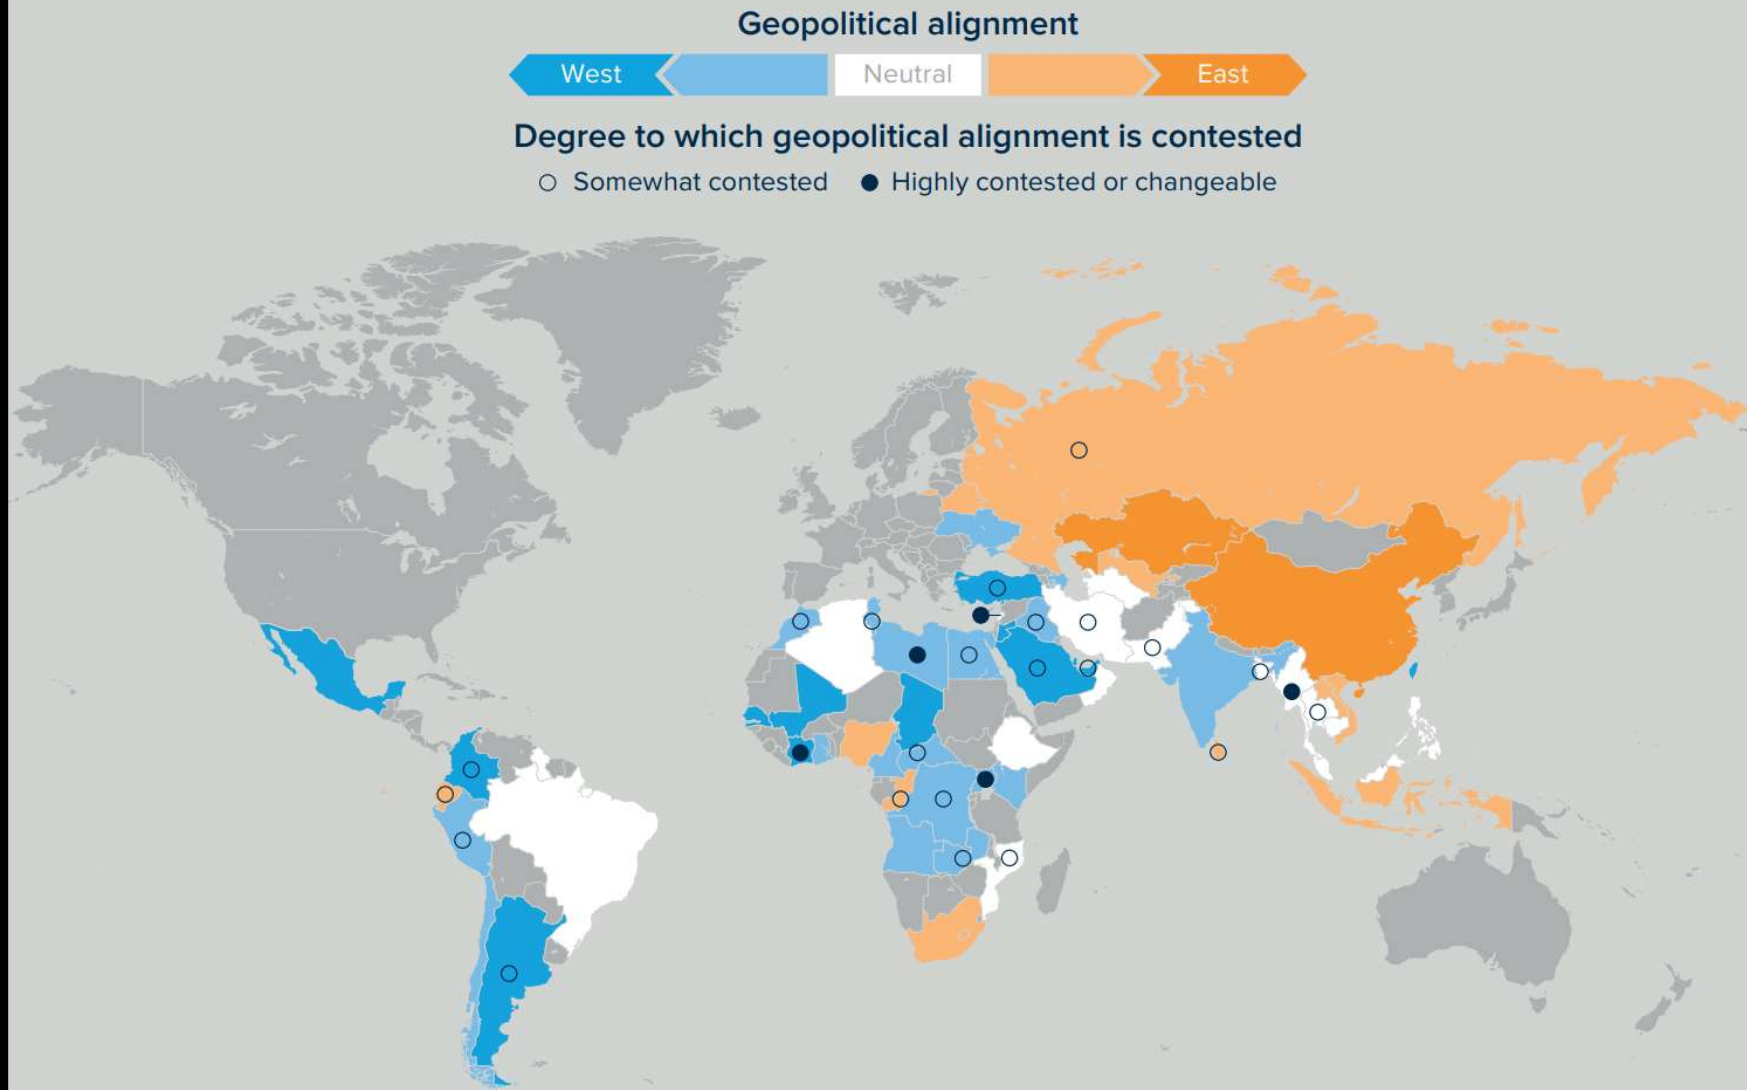 Geopolitical alignment
West Neutral East
Degree to which geopolitical alignment is contested
Somewhat contested Highly contested or changeable